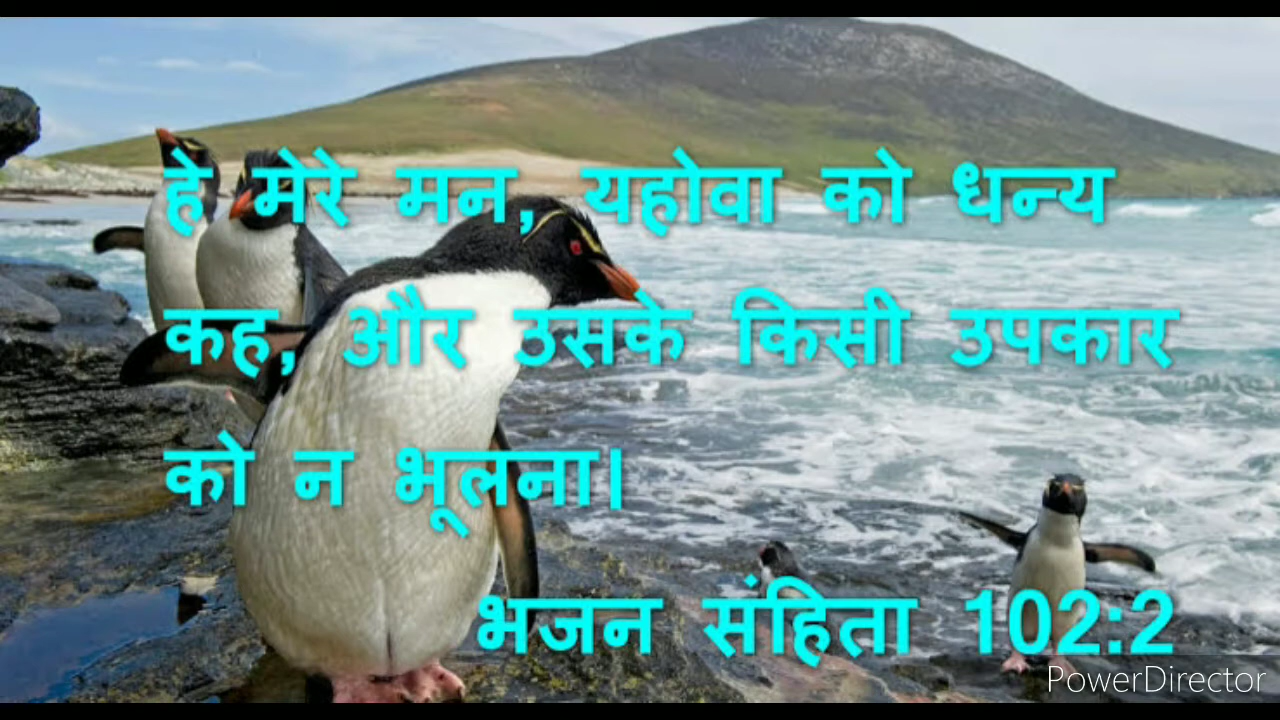 हे मेरे मन, यहोवा को धन्य
कह, और उसके किसी उपकार
को न भूलना।
भजन संहिता 102:2
PowerDirector